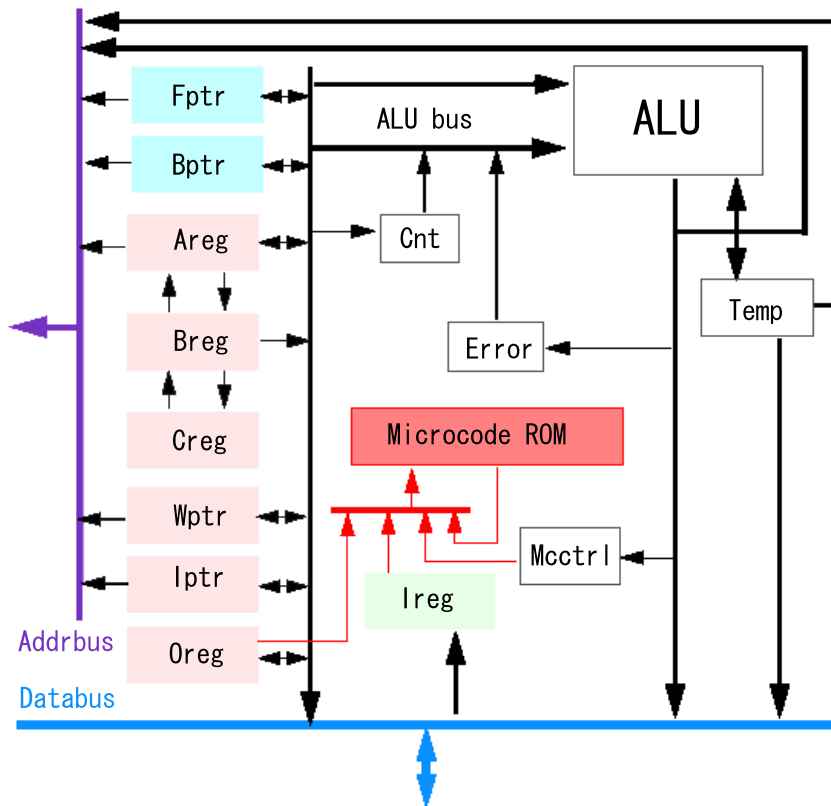 Fptr
ALU bus
ALU
Bptr
Areg
Cnt
Breg
Error
Temp
Creg
Microcode ROM
Wptr
Iptr
Mcctrl
Ireg
Addrbus
Oreg
Databus